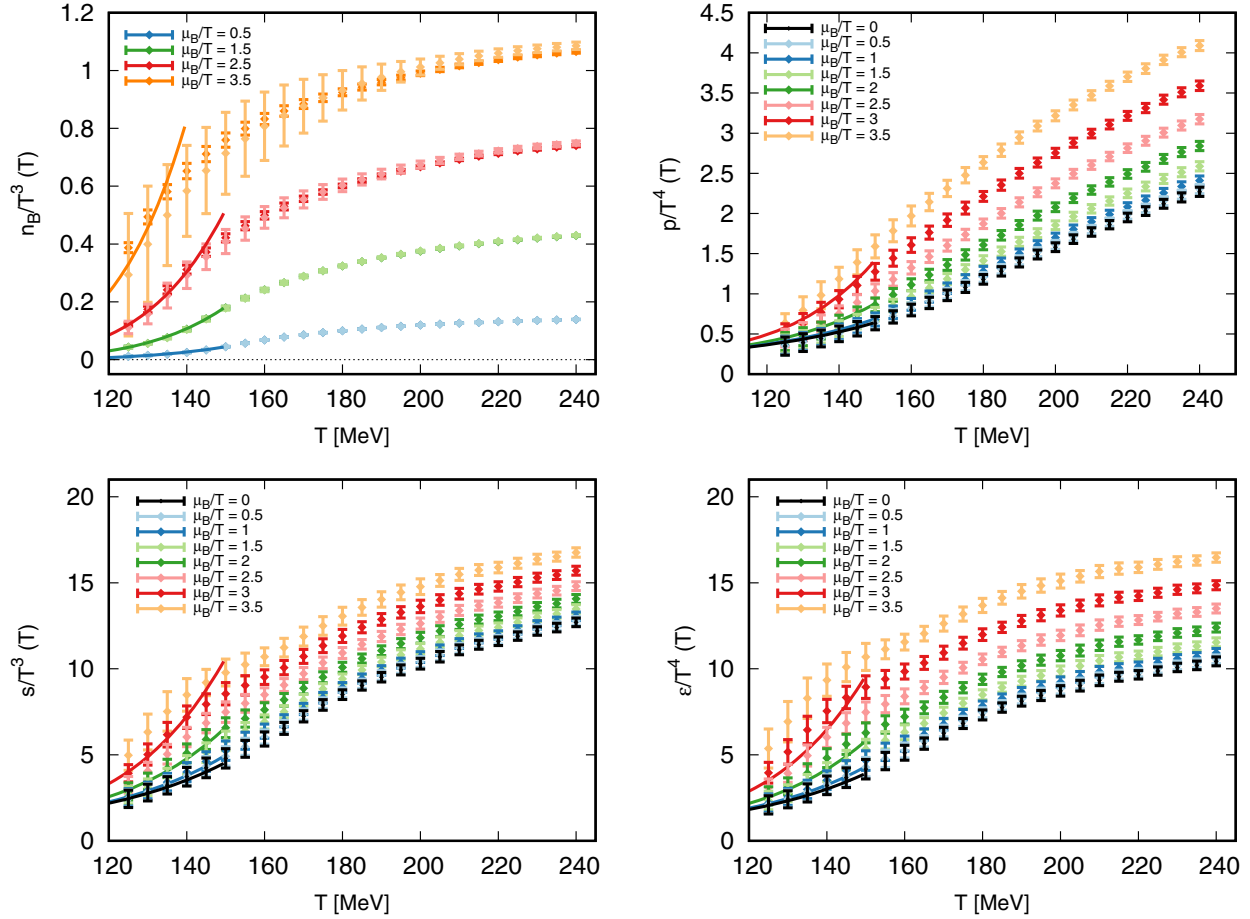 n_B/T^3 (T)
1.2
1
0.8
0.6
0.4
0.2
0
μ_B/T = 0.5
μ_B/T = 1.5
μ_B/T = 2.5
μ_B/T = 3.5
120 140 160 180 200 220 240
T [MeV]
p/T^4 (T)
4.5
4
3.5
3
2.5
2
1.5
1
0.5
0
μ_B/T = 0
μ_B/T = 0.5
μ_B/T = 1
μ_B/T = 1.5
μ_B/T = 2
μ_B/T = 2.5
μ_B/T = 3
μ_B/T = 3.5
120 140 160 180 200 220 240
T [MeV]
s/T^3 (T)
20
15
10
5
0
μ_B/T = 0
μ_B/T = 0.5
μ_B/T = 1
μ_B/T = 1.5
μ_B/T = 2
μ_B/T = 2.5
μ_B/T = 3
μ_B/T = 3.5
120 140 160 180 200 220 240
T [MeV]
ε/T^4 (T)
20
15
10
5
0
μ_B/T = 0
μ_B/T = 0.5
μ_B/T = 1
μ_B/T = 1.5
μ_B/T = 2
μ_B/T = 2.5
μ_B/T = 3
μ_B/T = 3.5
120 140 160 180 200 220 240
T [MeV]